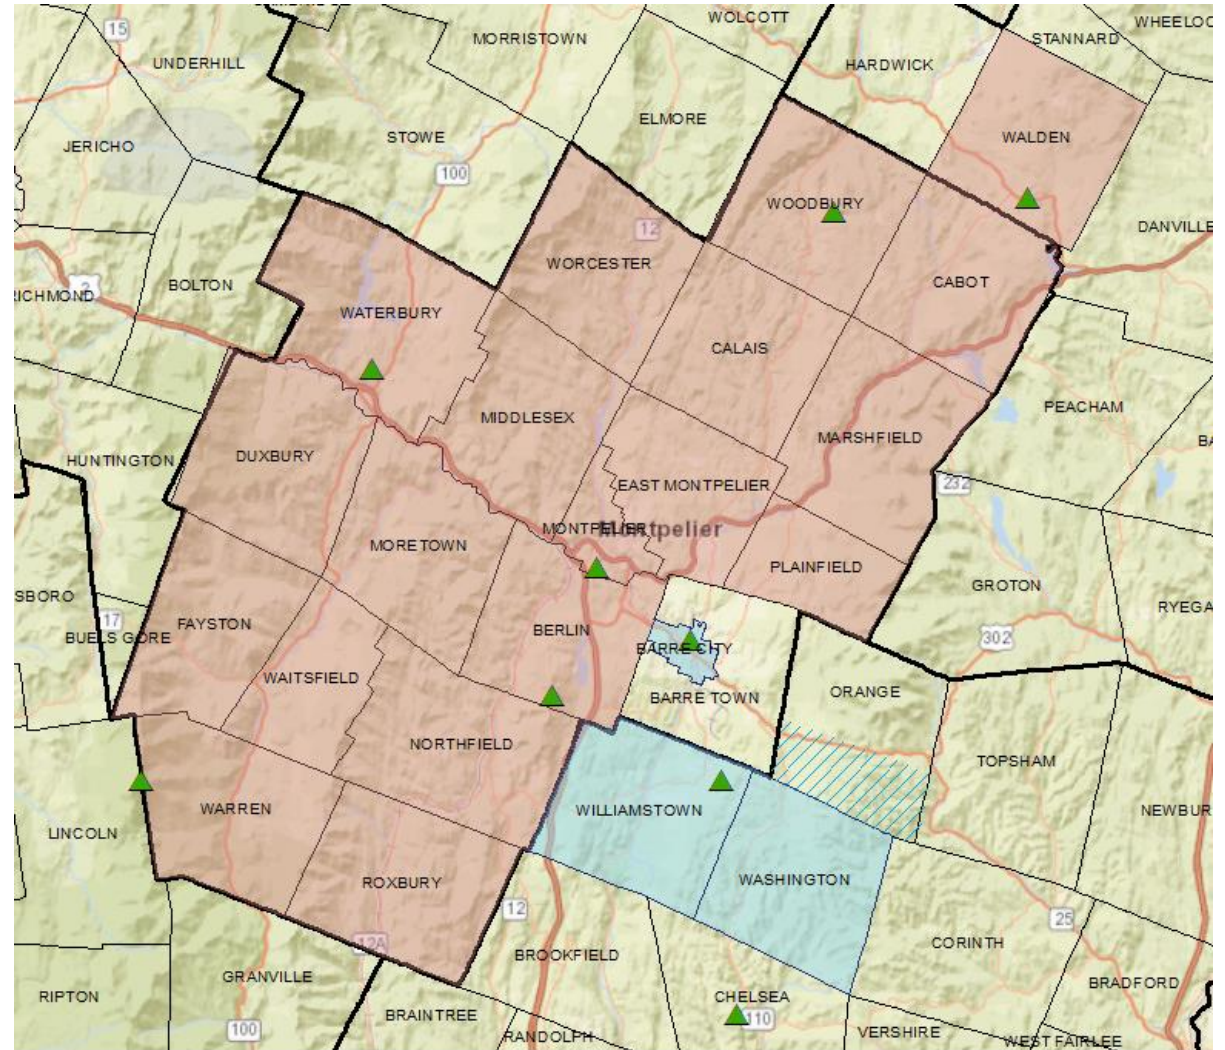 WOLCOTT
WHEELOC
15
MORRISTOWN
STANNARD
UNDERHILL
HARDWICK
ELMORE
STOWE
WALDEN
JERICHO
100
WOODBURY
12
DANVILLE
WORCESTER
BOLTON
CABOT
2
RICHMOND
WATERBURY
CALAIS
PEACHAM
MIDDLESEX
MARSHFIELD
BA
DUXBURY
HUNTINGTON
EAST MONTPELIER
232
MONTPELIER
Montpelier
MORETOWN
PLAINFIELD
GROTON
SBORO
RYEGA
17
FAYSTON
BERLIN
302
BUELS GORE
BARRE CITY
WAITSFIELD
ORANGE
BARRE TOWN
NORTHFIELD
TOPSHAM
WARREN
WILLIAMSTOWN
NEWBUR
LINCOLN
WASHINGTON
ROXBURY
12
25
12A
CORINTH
BROOKFIELD
GRANVILLE
BRADFORD
RIPTON
CHELSEA
BRAINTREE
110
100
RANDOLPH
VERSHIRE
WEST FAIRLEE